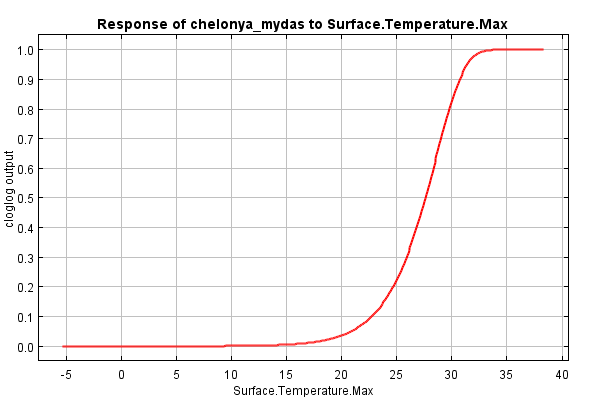 Response of chelonya_mydas to Surface.Temperature.Max
cloglog output
1.0
0.9
0.8
0.7
0.6
0.5
0.4
0.3
0.2
0.1
0.0
-5 0 5 10 15 20 25 30 35 40
Surface.Temperature.Max